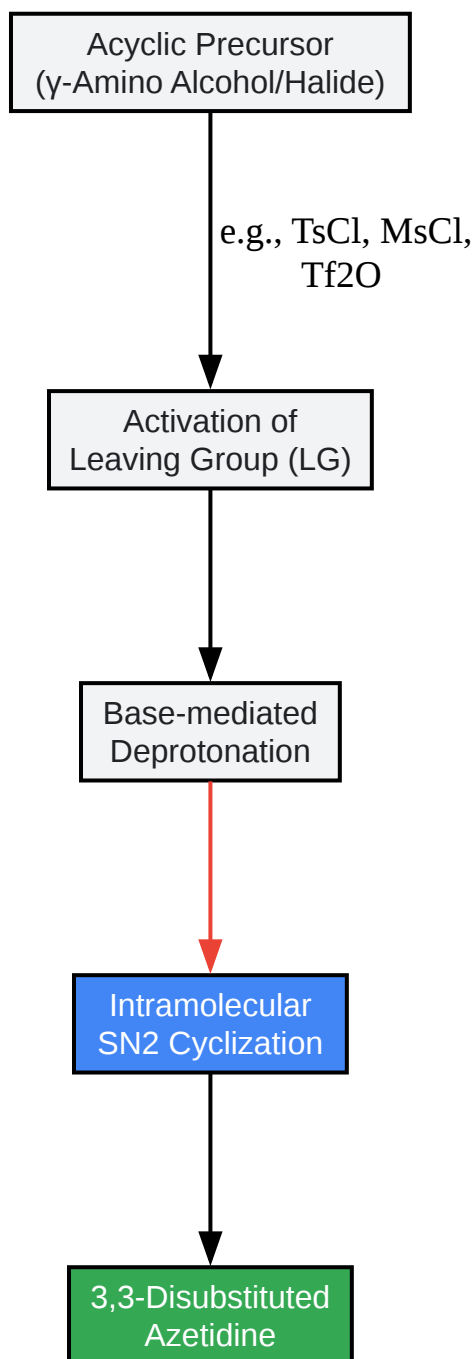 Acyclic Precursor
(γ-Amino Alcohol/Halide)
e.g., TsCl, MsCl,
Tf2O
Activation of
Leaving Group (LG)
Base-mediated
Deprotonation
Intramolecular
SN2 Cyclization
3,3-Disubstituted
Azetidine